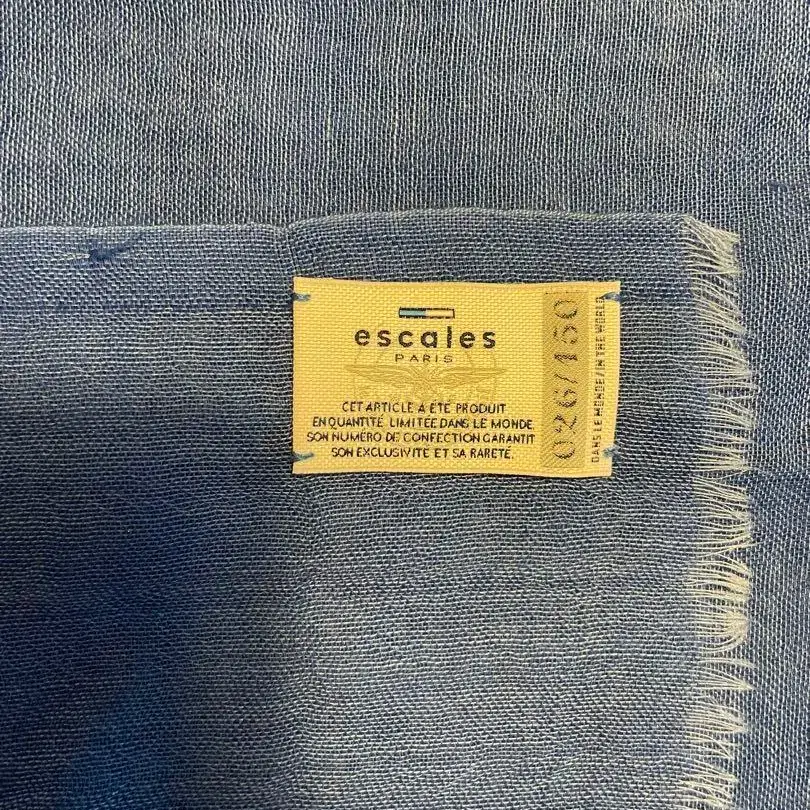 escales
PARIS
CET ARTICLE A ÉTÉ PRODUIT
EN QUANTITÉ LIMITÉE DANS LE MONDE.
SON NUMÉRO DE CONFECTION GARANTIT
SON EXCLUSIVITE ET SA RARETÉ.
026/150
DANS LE MONDE / IN THE WORLD